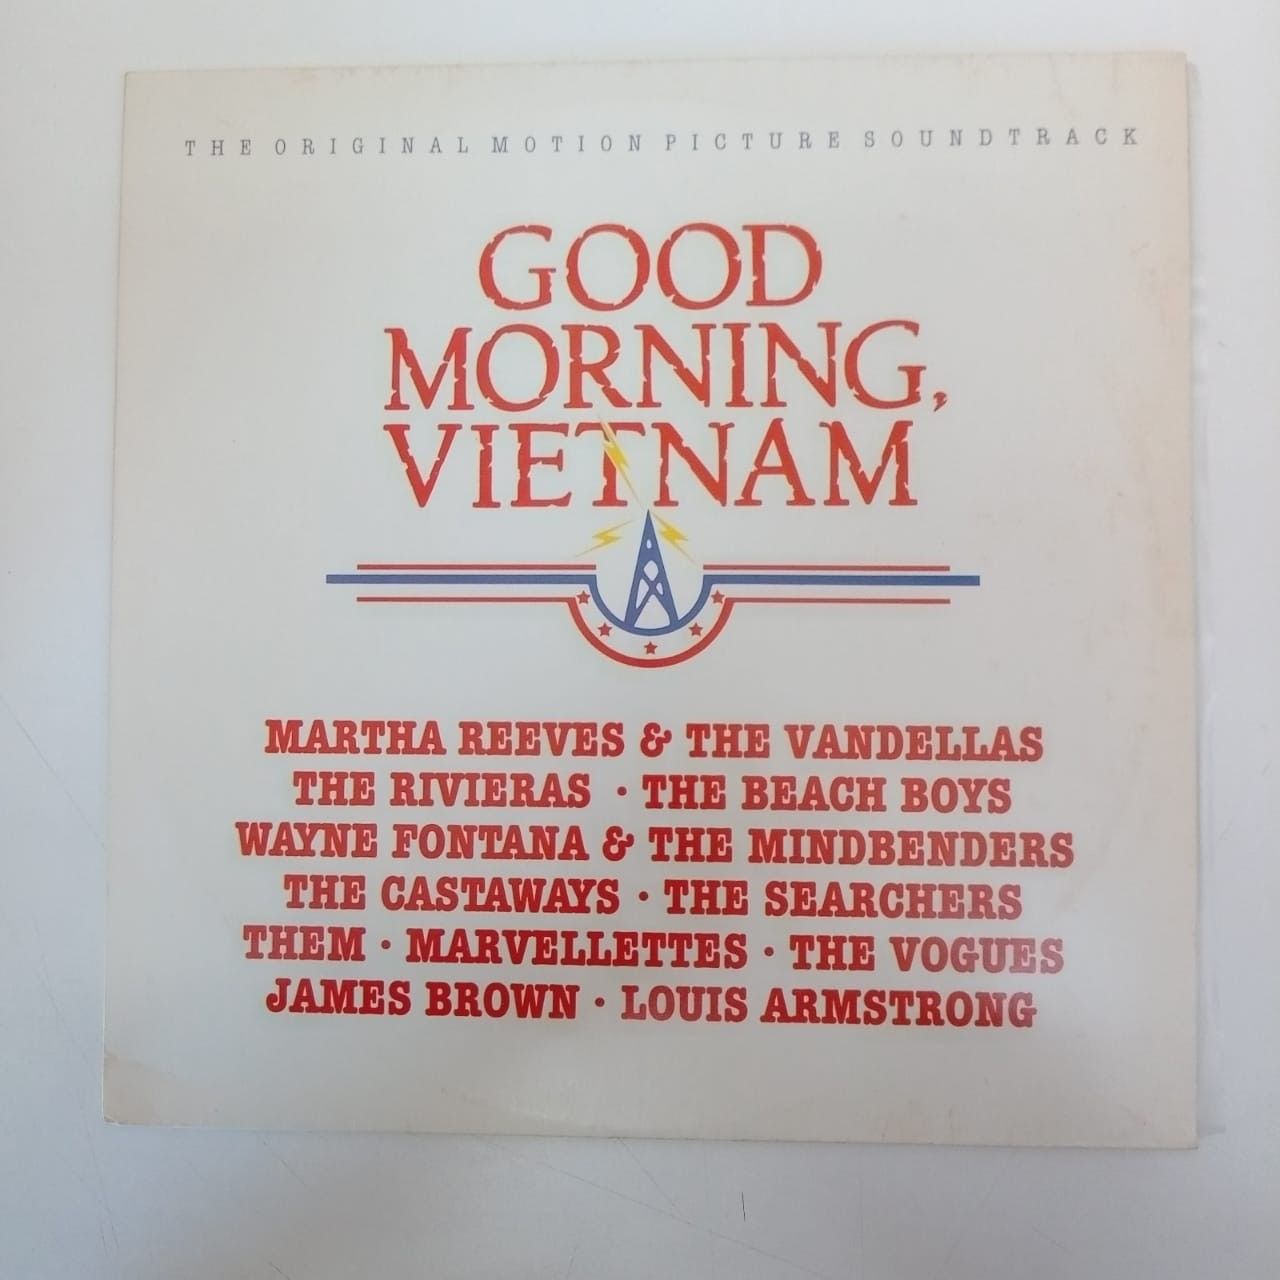 THE ORIGINAL MOTION PICTURE SOUNDTRACK
GOOD
MORNING,
VIETNAM
MARTHA REEVES & THE VANDELLAS
THE RIVIERAS · THE BEACH BOYS
WAYNE FONTANA & THE MINDBENDERS
THE CASTAWAYS · THE SEARCHERS
THEM · MARVELLETTES · THE VOGUES
JAMES BROWN · LOUIS ARMSTRONG